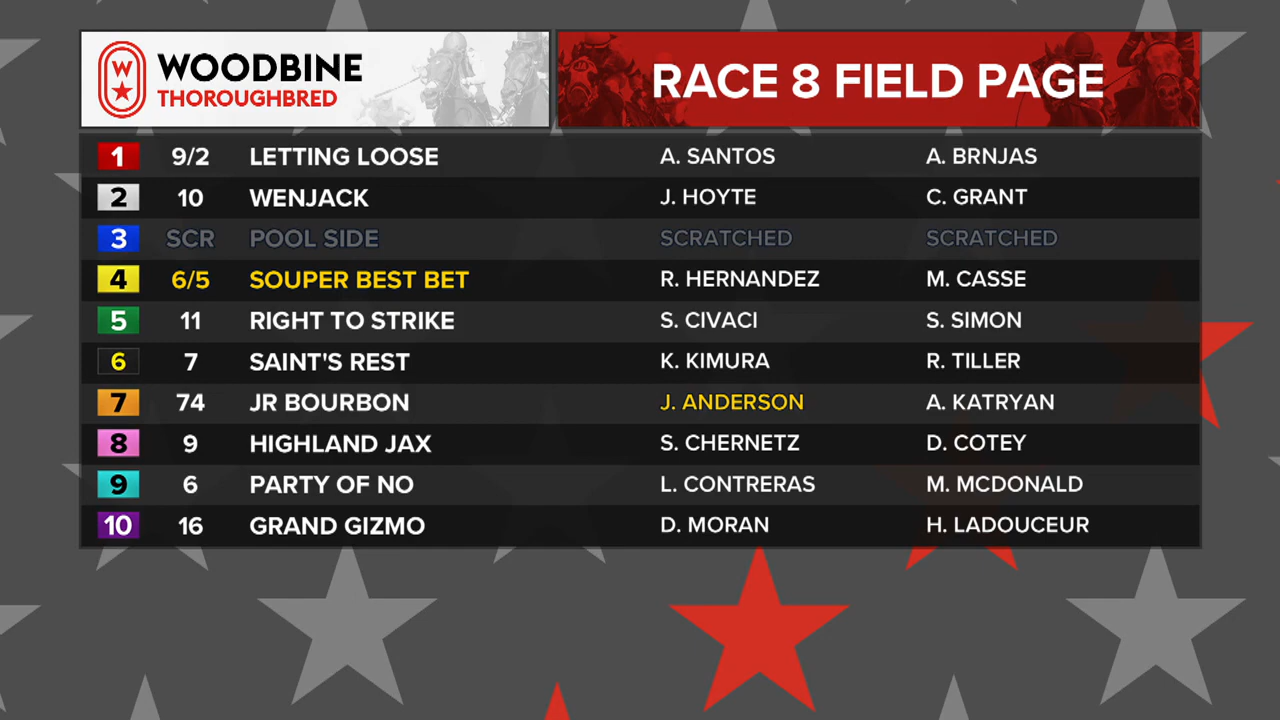 W
WOODBINE
THOROUGHBRED
RACE 8 FIELD PAGE
1 9/2 LETTING LOOSE A. SANTOS A. BRNJAS
2 10 WENJACK J. HOYTE C. GRANT
3 SCR POOL SIDE SCRATCHED SCRATCHED
4 6/5 SOUPER BEST BET R. HERNANDEZ M. CASSE
5 11 RIGHT TO STRIKE S. CIVACI S. SIMON
6 7 SAINT'S REST K. KIMURA R. TILLER
7 74 JR BOURBON J. ANDERSON A. KATRYAN
8 9 HIGHLAND JAX S. CHERNETZ D. COTEY
9 6 PARTY OF NO L. CONTRERAS M. MCDONALD
10 16 GRAND GIZMO D. MORAN H. LADOUCEUR